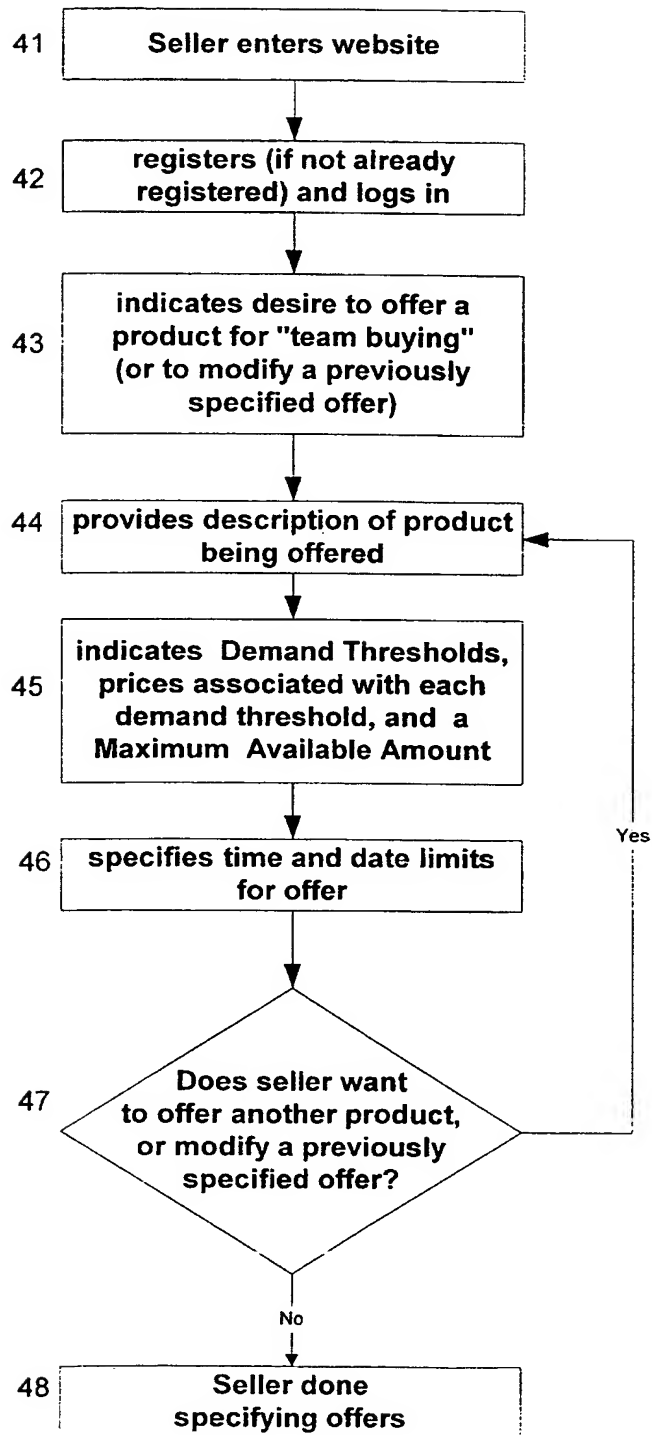 41
Seller enters website
42
registers (if not already
registered) and logs in
43
indicates desire to offer a
product for "team buying"
(or to modify a previously
specified offer)
44
provides description of product
being offered
45
indicates Demand Thresholds,
prices associated with each
demand threshold, and a
Maximum Available Amount
46
specifies time and date limits
for offer
Yes
47
Does seller want
to offer another product,
or modify a previously
specified offer?
No
48
Seller done
specifying offers